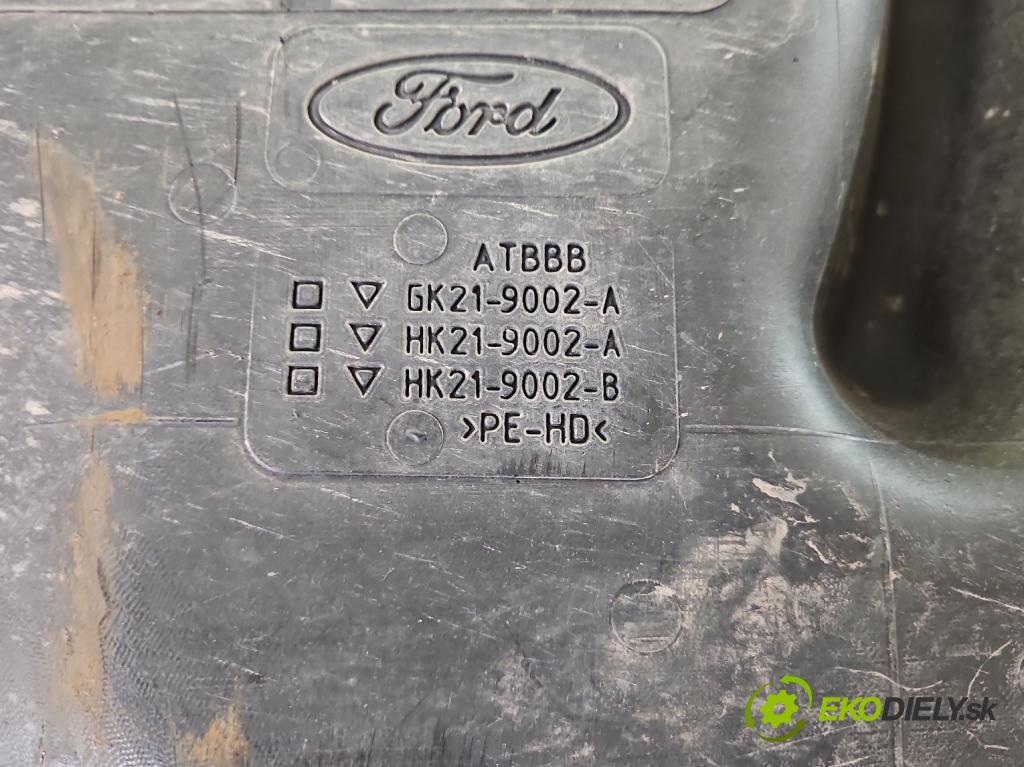 Ford
ATBBB
GK21-9002-A
HK21-9002-A
HK21-9002-B
>PE-HD<
EKODIELY.sk